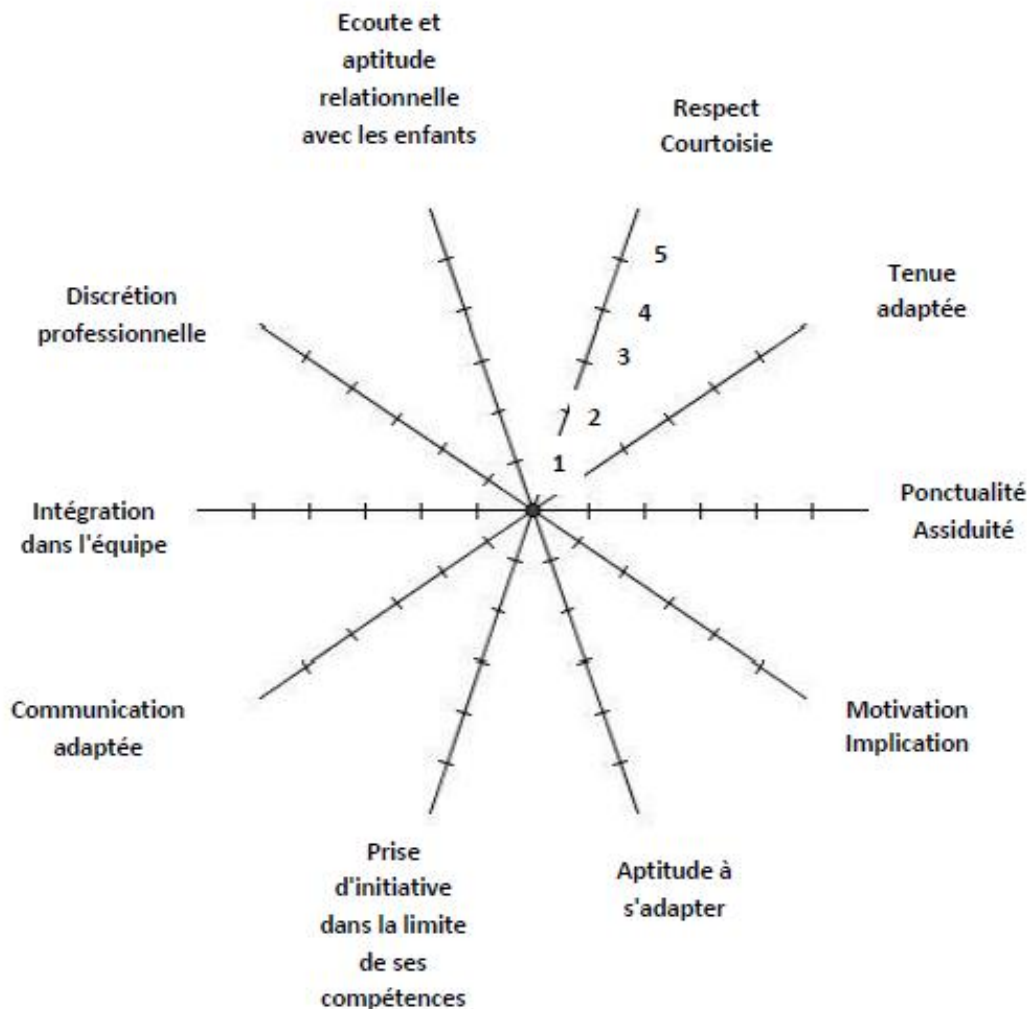 Ecoute et
aptitude
relationnelle
avec les enfants
Respect
Courtoisie
5
4
3
2
1
Tenue
adaptée
Discrétion
professionnelle
Ponctualité
Assiduité
Intégration
dans l'équipe
Motivation
Implication
Communication
adaptée
Aptitude à
s'adapter
Prise
d'initiative
dans la limite
de ses
compétences